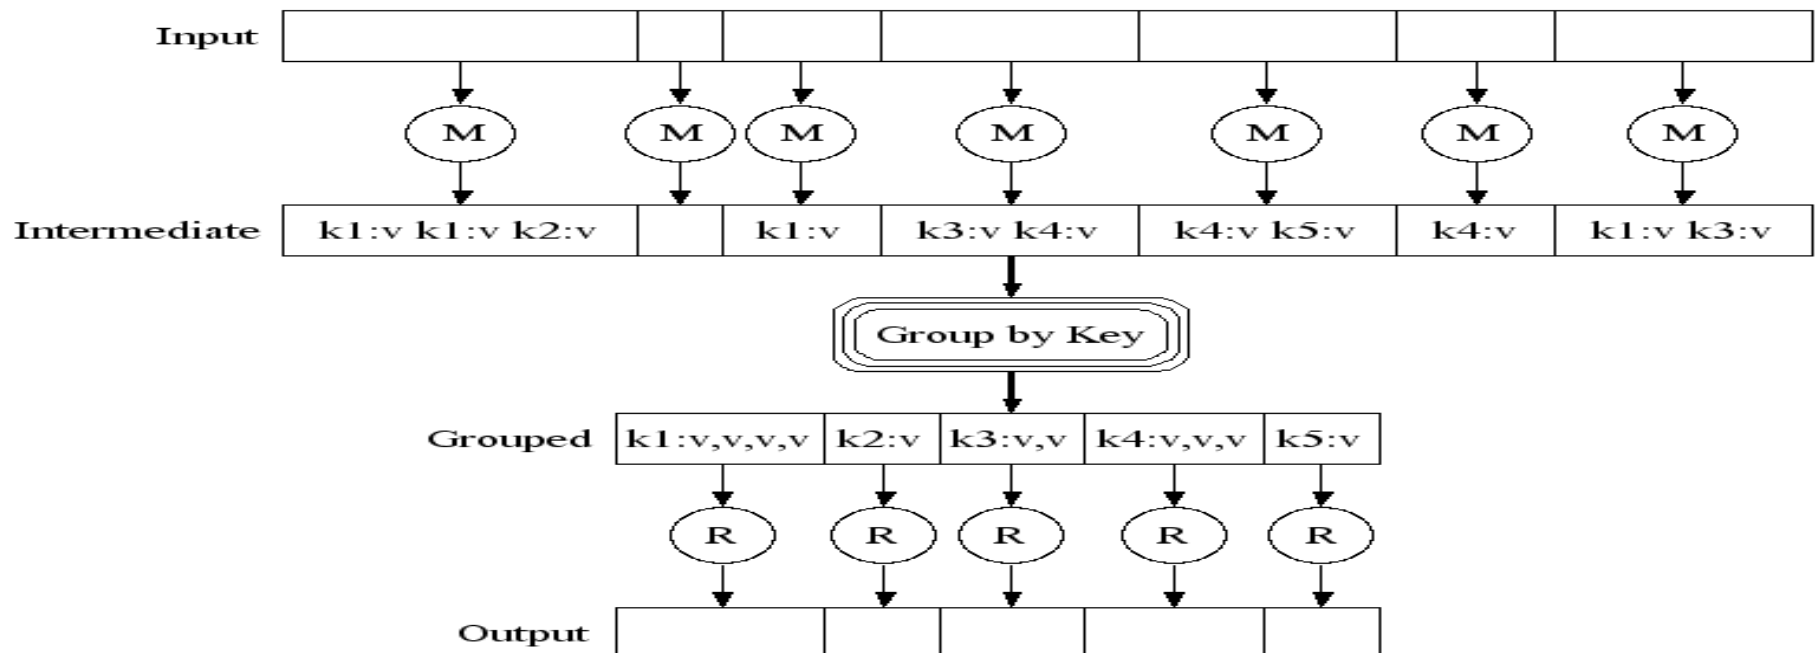 Input
M M M M M M M
Intermediate k1:v k1:v k2:v k1:v k3:v k4:v k4:v k5:v k4:v k1:v k3:v
Group by Key
Grouped k1:v,v,v,v k2:v k3:v,v k4:v,v,v k5:v
R R R R R
Output